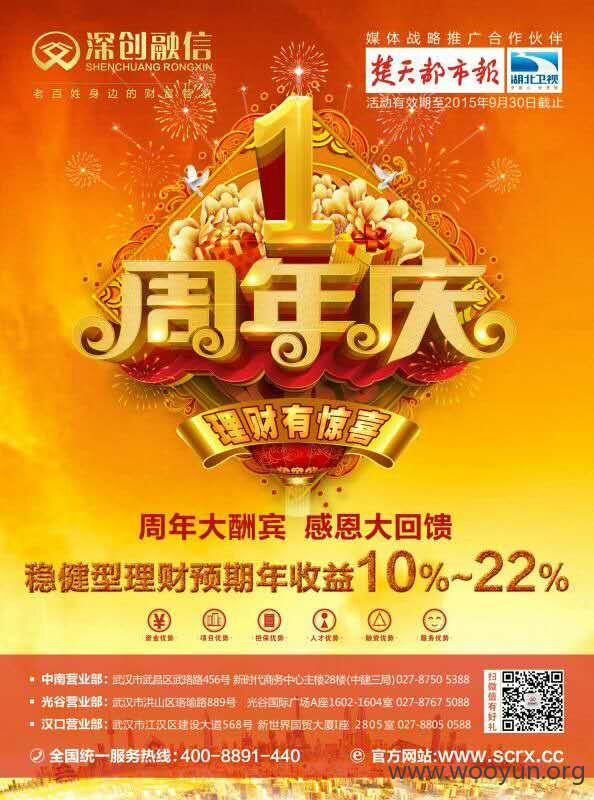 深创融信
SHENCHUANG RONGXIN
老百姓身边的财富管家
媒体战略推广合作伙伴
楚天都市报
湖北卫视
活动有效期至2015年9月30日截止
1
周年庆
理财有惊喜
周年大酬宾 感恩大回馈
稳健型理财预期年收益10%~22%
资金优势
项目优势
担保优势
人才优势
融资优势
服务优势
中南营业部:武汉市武昌区武珞路456号 新时代商务中心主楼28楼(中建三局)027-8750 5388
光谷营业部:武汉市洪山区珞瑜路889号 光谷国际广场A座1602-1604室 027-8767 5088
汉口营业部:武汉市江汉区建设大道568号 新世界国贸大厦I座 2805室 027-8805 0588
扫微信有好礼
全国统一服务热线:400-8891-440
官方网站:www.scrx.cc
www.wooyun.org